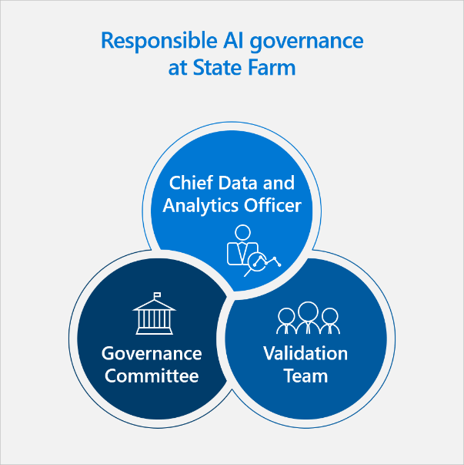 Responsible AI governance
at State Farm
Chief Data and
Analytics Officer
Governance
Committee
Validation
Team